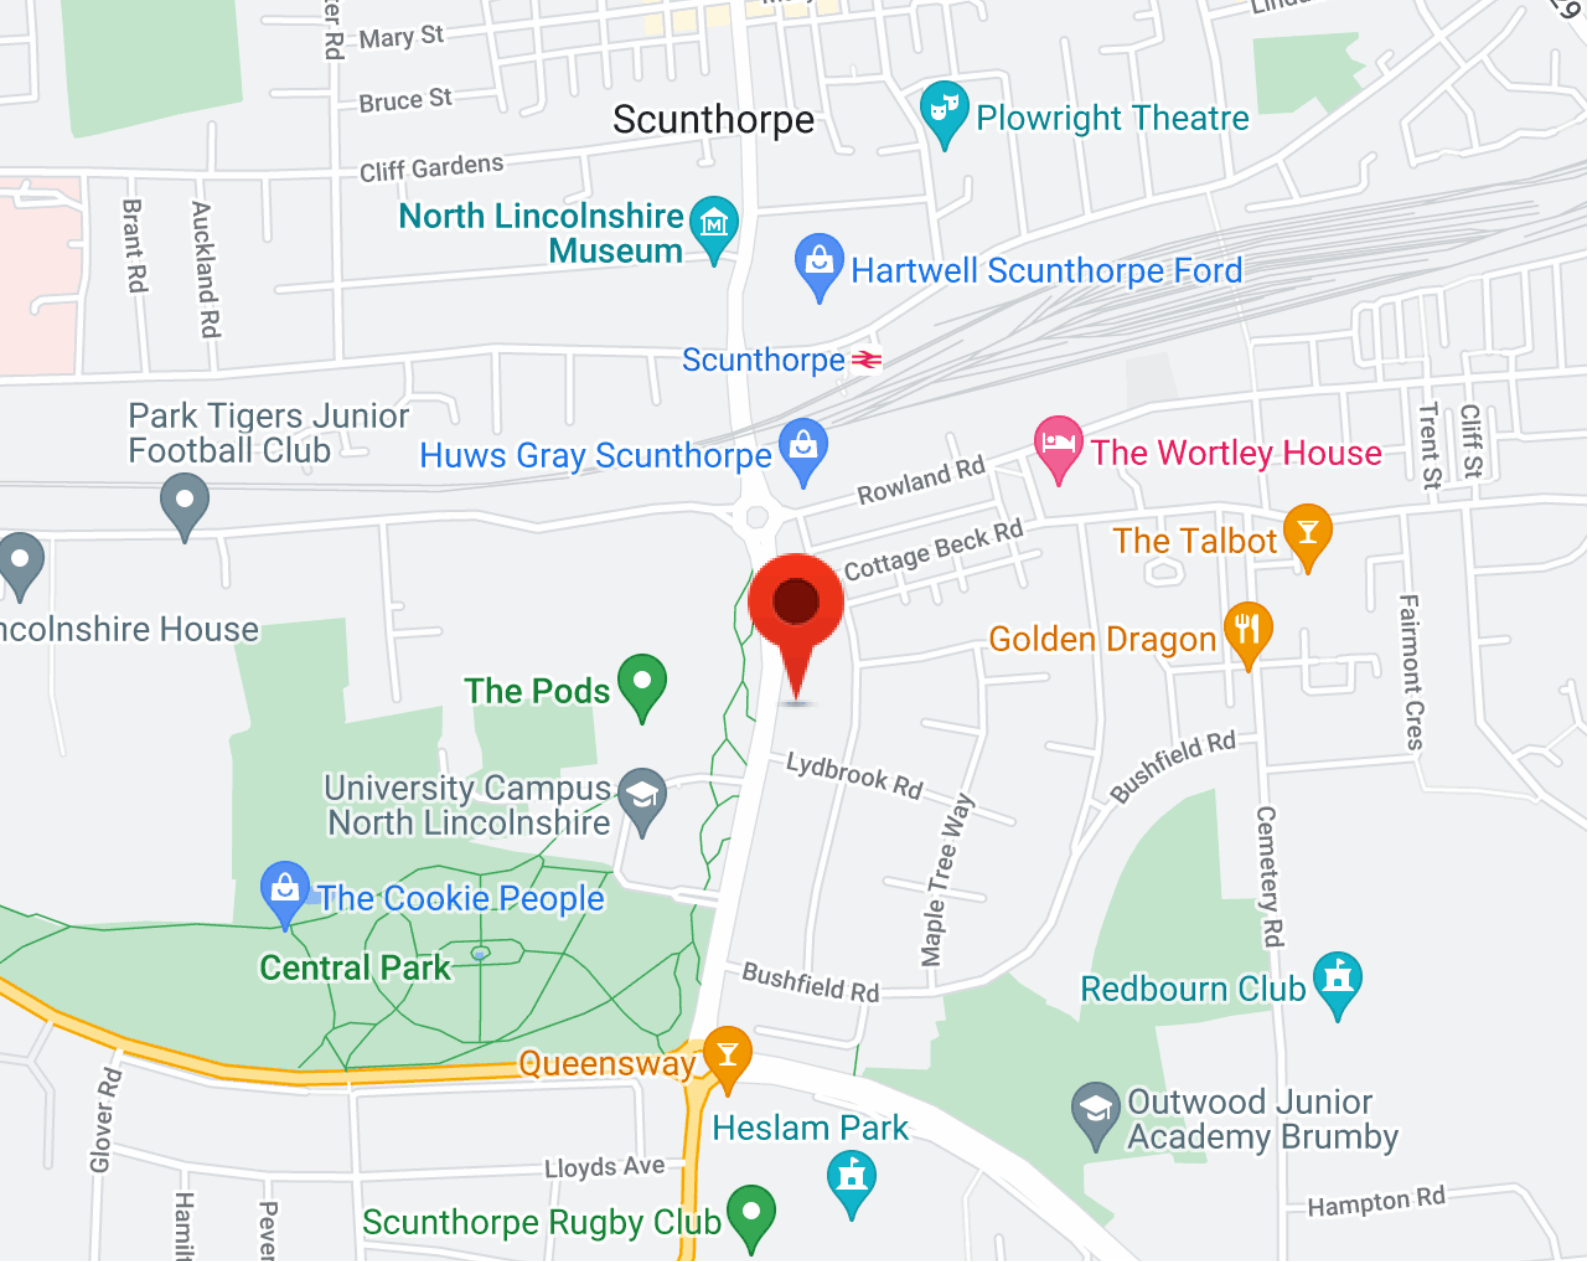 Mary St
Bruce St
Scunthorpe
Plowright Theatre
Cliff Gardens
Brant Rd
Auckland Rd
North Lincolnshire
Museum
Hartwell Scunthorpe Ford
Scunthorpe
Park Tigers Junior
Football Club
Huws Gray Scunthorpe
Rowland Rd
The Wortley House
Trent St
Cliff St
Cottage Beck Rd
The Talbot
ncolnshire House
Golden Dragon
Fairmont Cres
The Pods
Lydbrook Rd
Bushfield Rd
University Campus
North Lincolnshire
Maple Tree Way
Cemetery Rd
The Cookie People
Central Park
Bushfield Rd
Redbourn Club
Queensway
Glover Rd
Heslam Park
Outwood Junior
Academy Brumby
Lloyds Ave
Hampton Rd
Hamilt
Pever
Scunthorpe Rugby Club